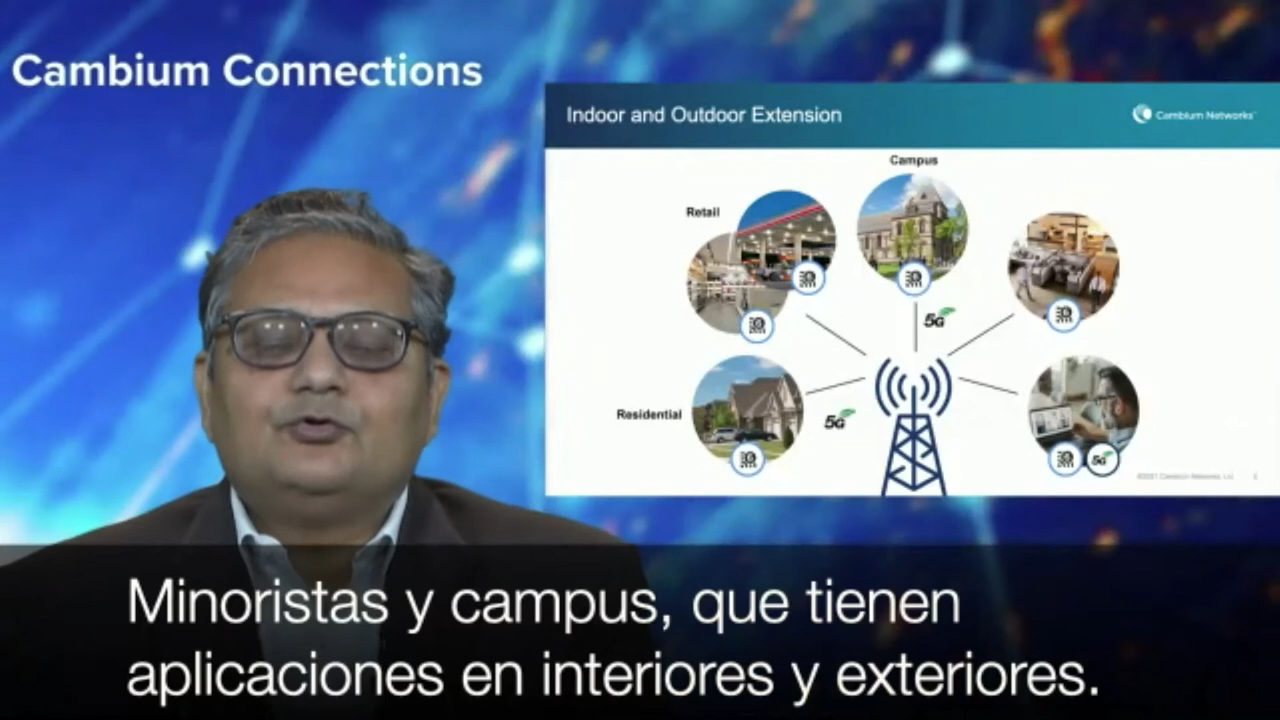 Cambium Connections
Indoor and Outdoor Extension
Cambium Networks™
Campus
Retail
5G
Residential
5G
5G
Minoristas y campus, que tienen
aplicaciones en interiores y exteriores.